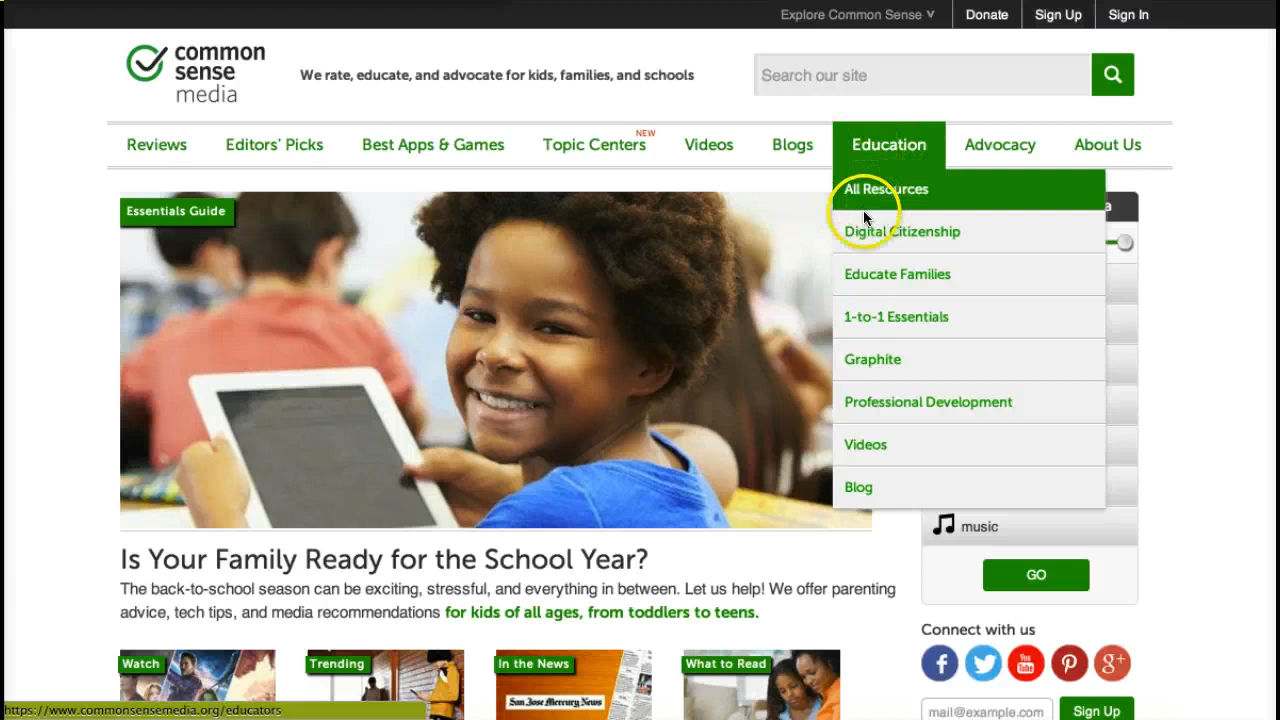 Explore Common Sense ∨ Donate Sign Up Sign In
common
sense
media
We rate, educate, and advocate for kids, families, and schools
Search our site
NEW
Reviews Editors' Picks Best Apps & Games Topic Centers Videos Blogs Education Advocacy About Us
All Resources
Digital Citizenship
Educate Families
1-to-1 Essentials
Graphite
Professional Development
Videos
Blog
Essentials Guide
a
music
GO
Is Your Family Ready for the School Year?
The back-to-school season can be exciting, stressful, and everything in between. Let us help! We offer parenting
advice, tech tips, and media recommendations for kids of all ages, from toddlers to teens.
Connect with us
f
You
Tube
g+
Watch Trending In the News What to Read
San Jose Mercury News
mail@example.com Sign Up
https://www.commonsensemedia.org/educators